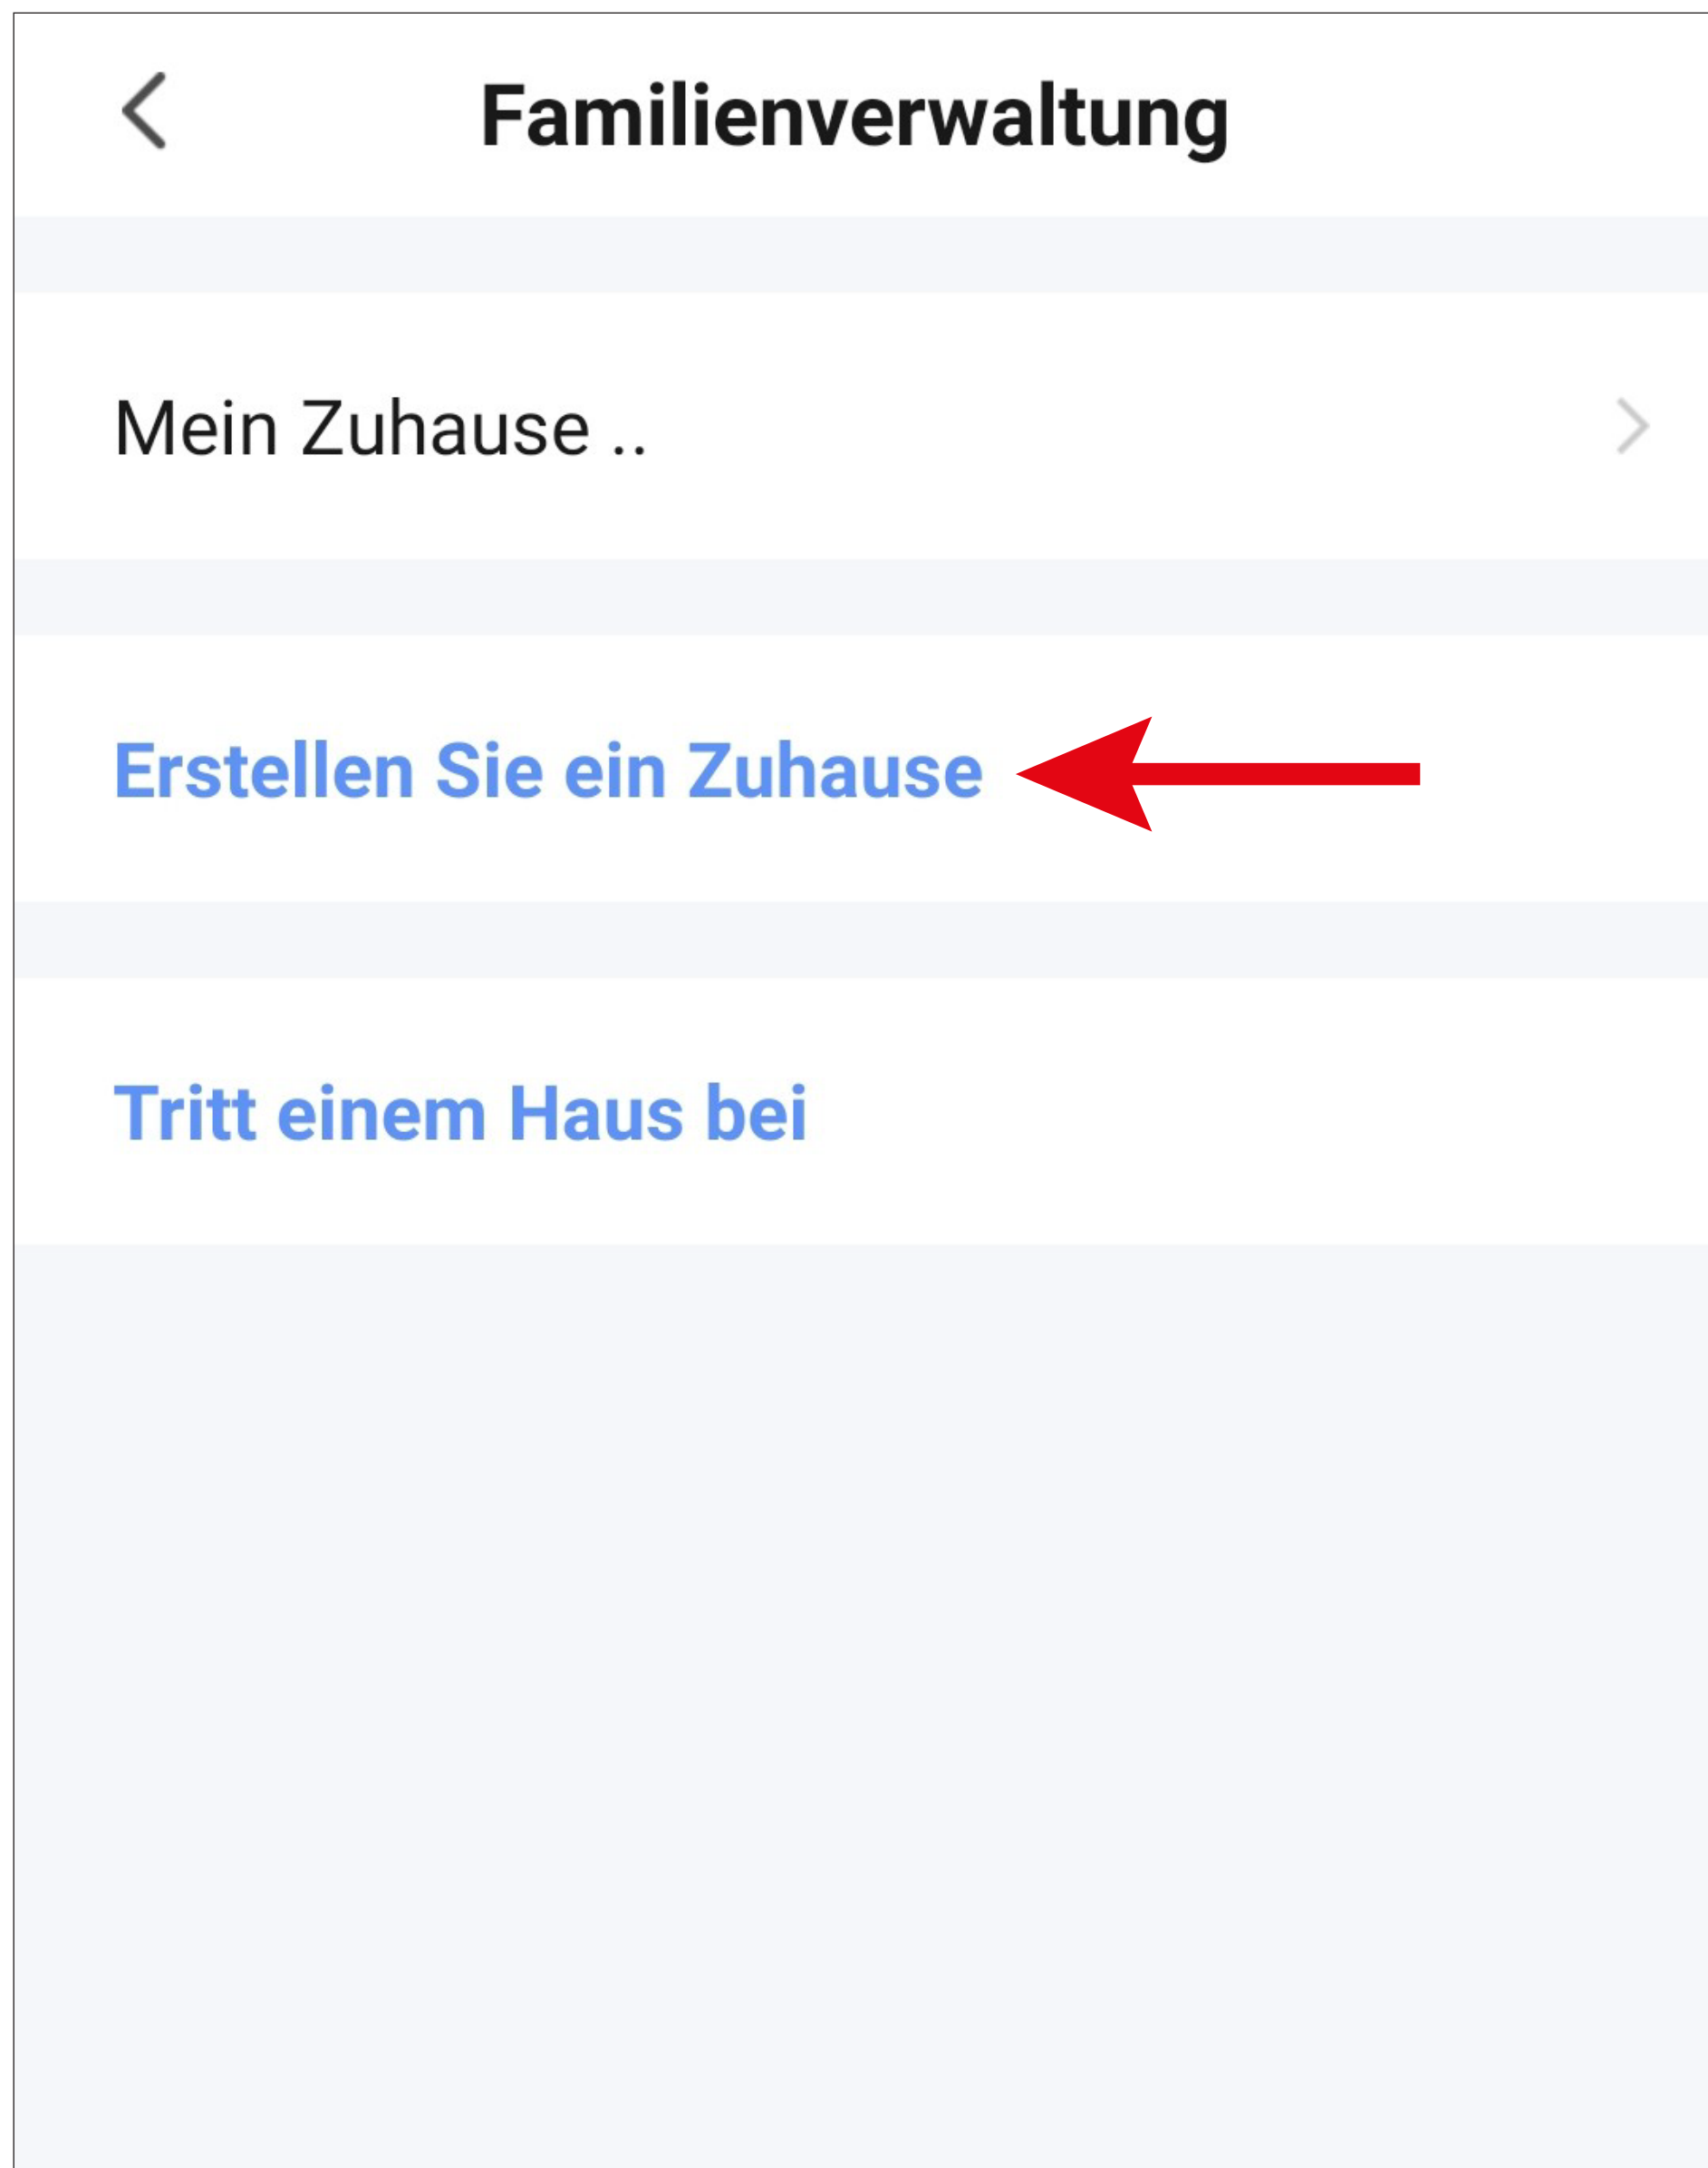 Familienverwaltung
Mein Zuhause ..
Erstellen Sie ein Zuhause
Tritt einem Haus bei